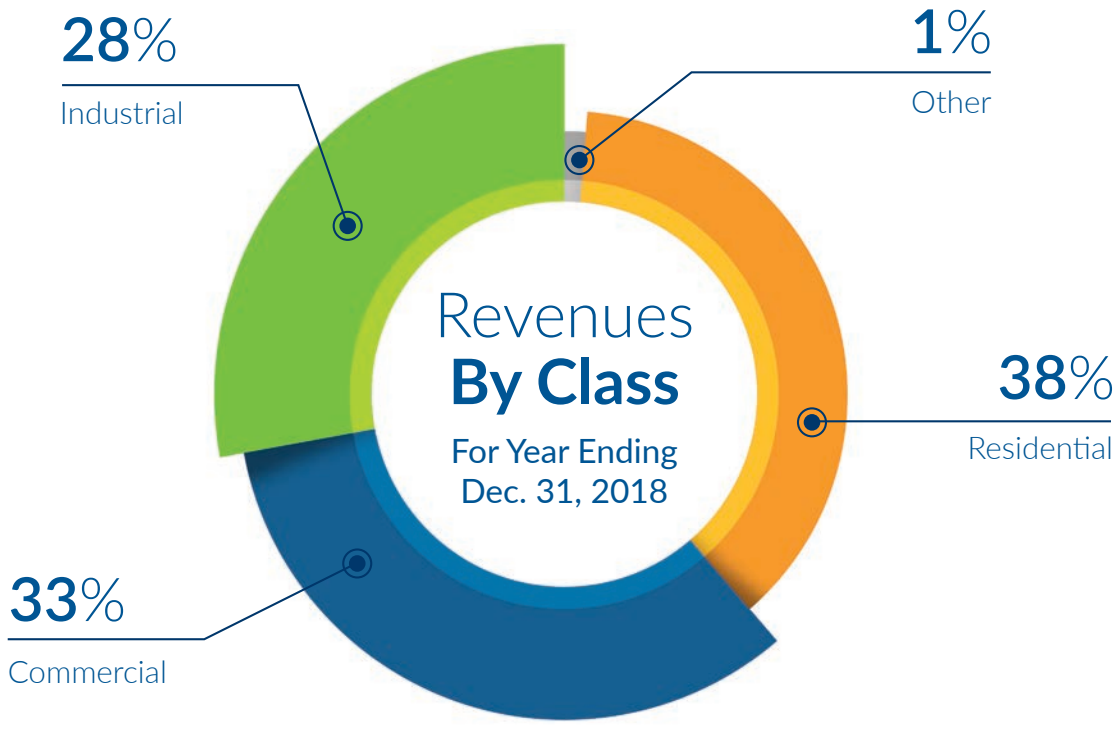 28%
Industrial
1%
Other
Revenues
By Class
For Year Ending
Dec. 31, 2018
38%
Residential
33%
Commercial